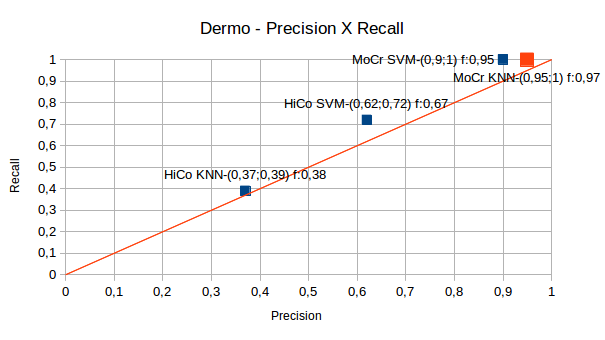 Dermo - Precision X Recall
Recall
1
0,9
0,8
0,7
0,6
0,5
0,4
0,3
0,2
0,1
0
MoCr SVM-(0,9;1) f:0,95
MoCr KNN-(0,95;1) f:0,97
HiCo SVM-(0,62;0,72) f:0,67
HiCo KNN-(0,37;0,39) f:0,38
0 0,1 0,2 0,3 0,4 0,5 0,6 0,7 0,8 0,9 1
Precision